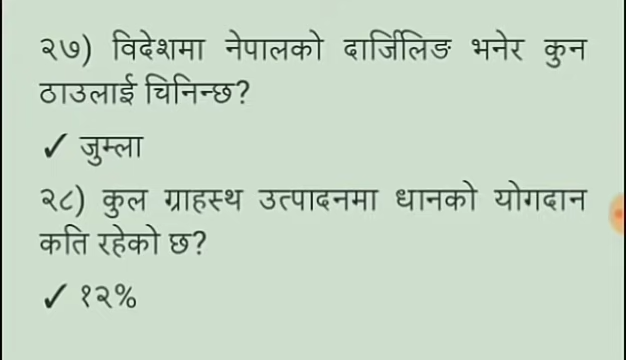 २७) विदेशमा नेपालको दार्जिलिङ भनेर कुन
ठाउलाई चिनिन्छ?
✓ जुम्ला
२८) कुल ग्राहस्थ उत्पादनमा धानको योगदान
कति रहेको छ?
✓ १२%